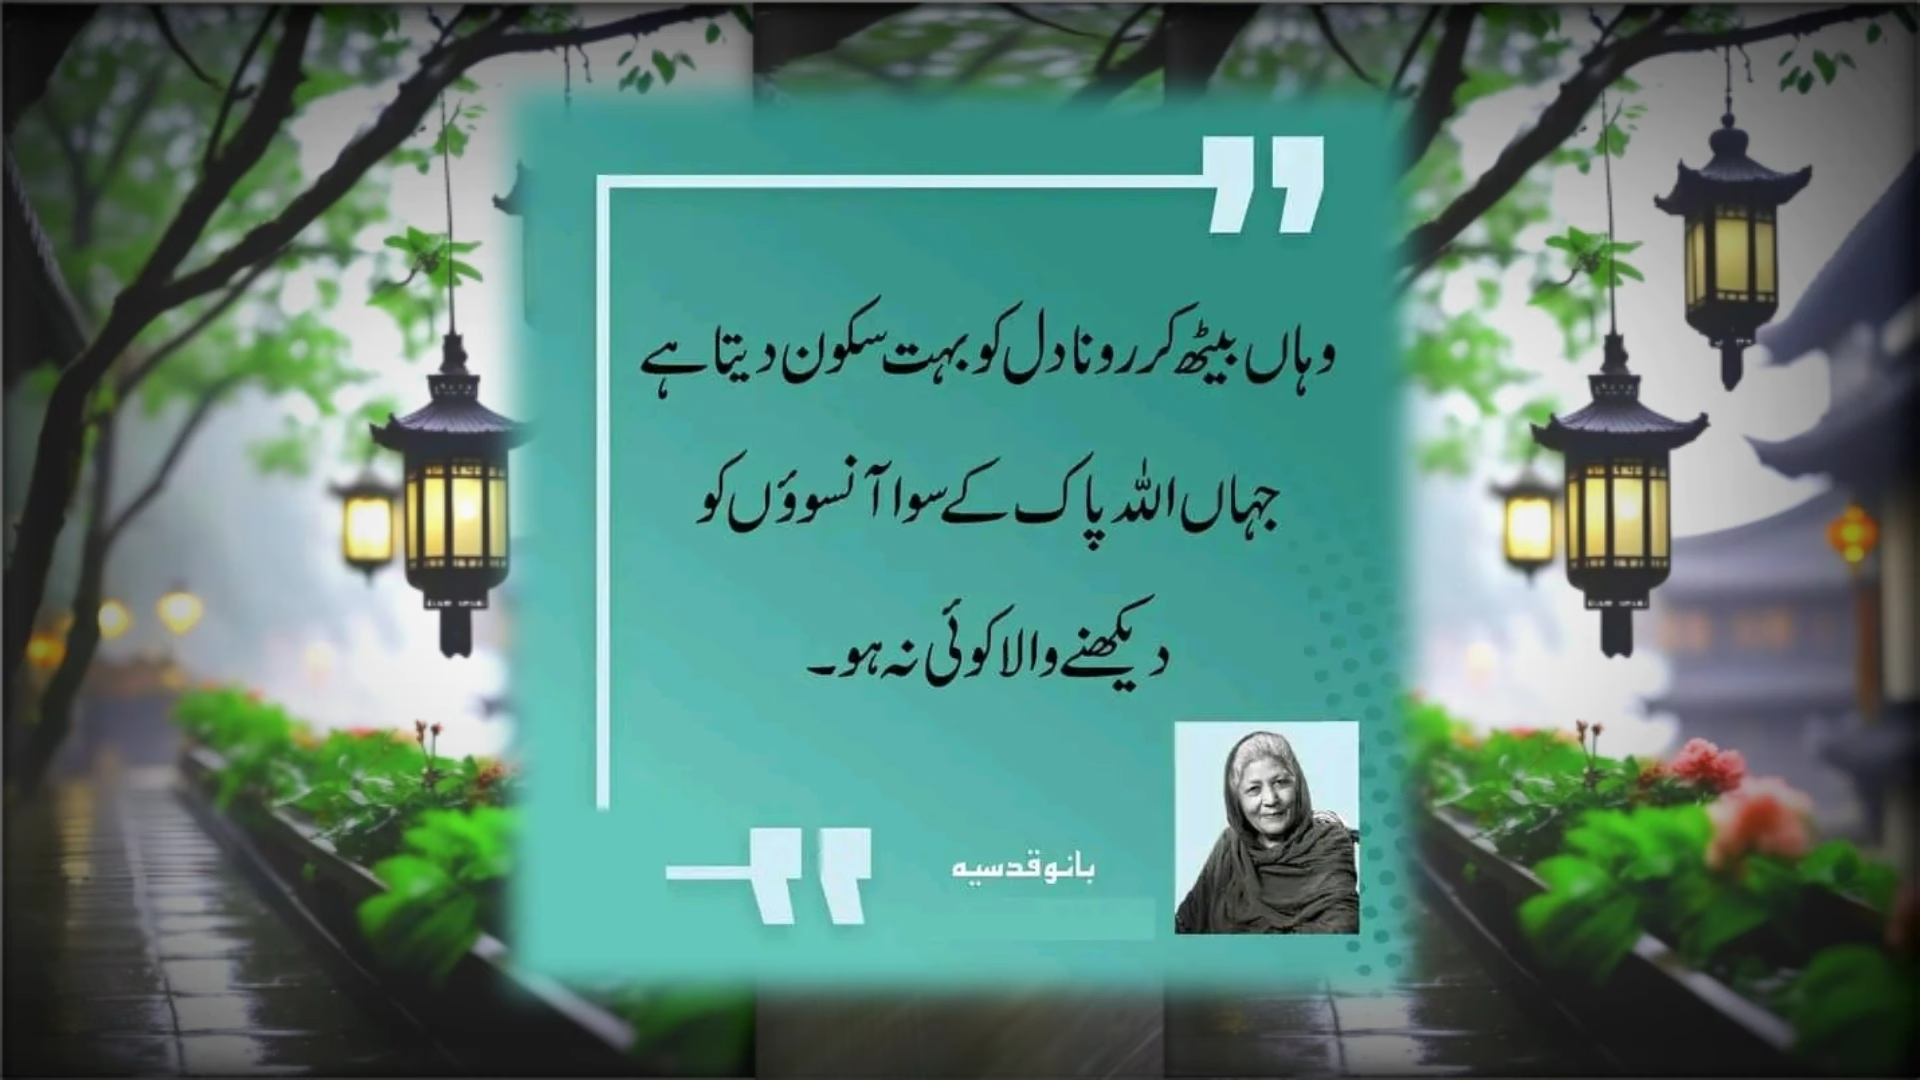 وہاں بیٹھ کر رونا دل کو بہت سکون دیتا ہے
جہاں اللہ پاک کے سوا آنسووؤں کو
دیکھنے والا کوئی نہ ہو۔
بانو قدسیہ